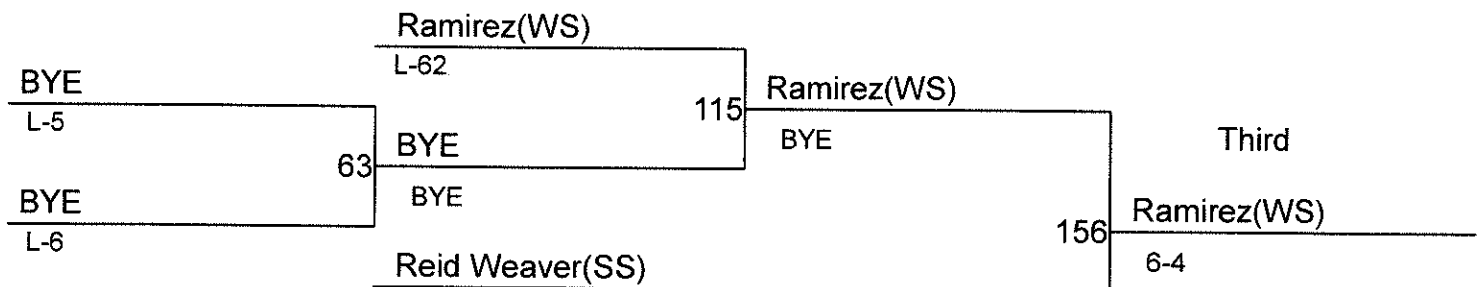 Ramirez(WS)
L-62
BYE
L-5
115
Ramirez(WS)
BYE
Third
63
BYE
BYE
BYE
L-6
156
Ramirez(WS)
6-4
Reid Weaver(SS)